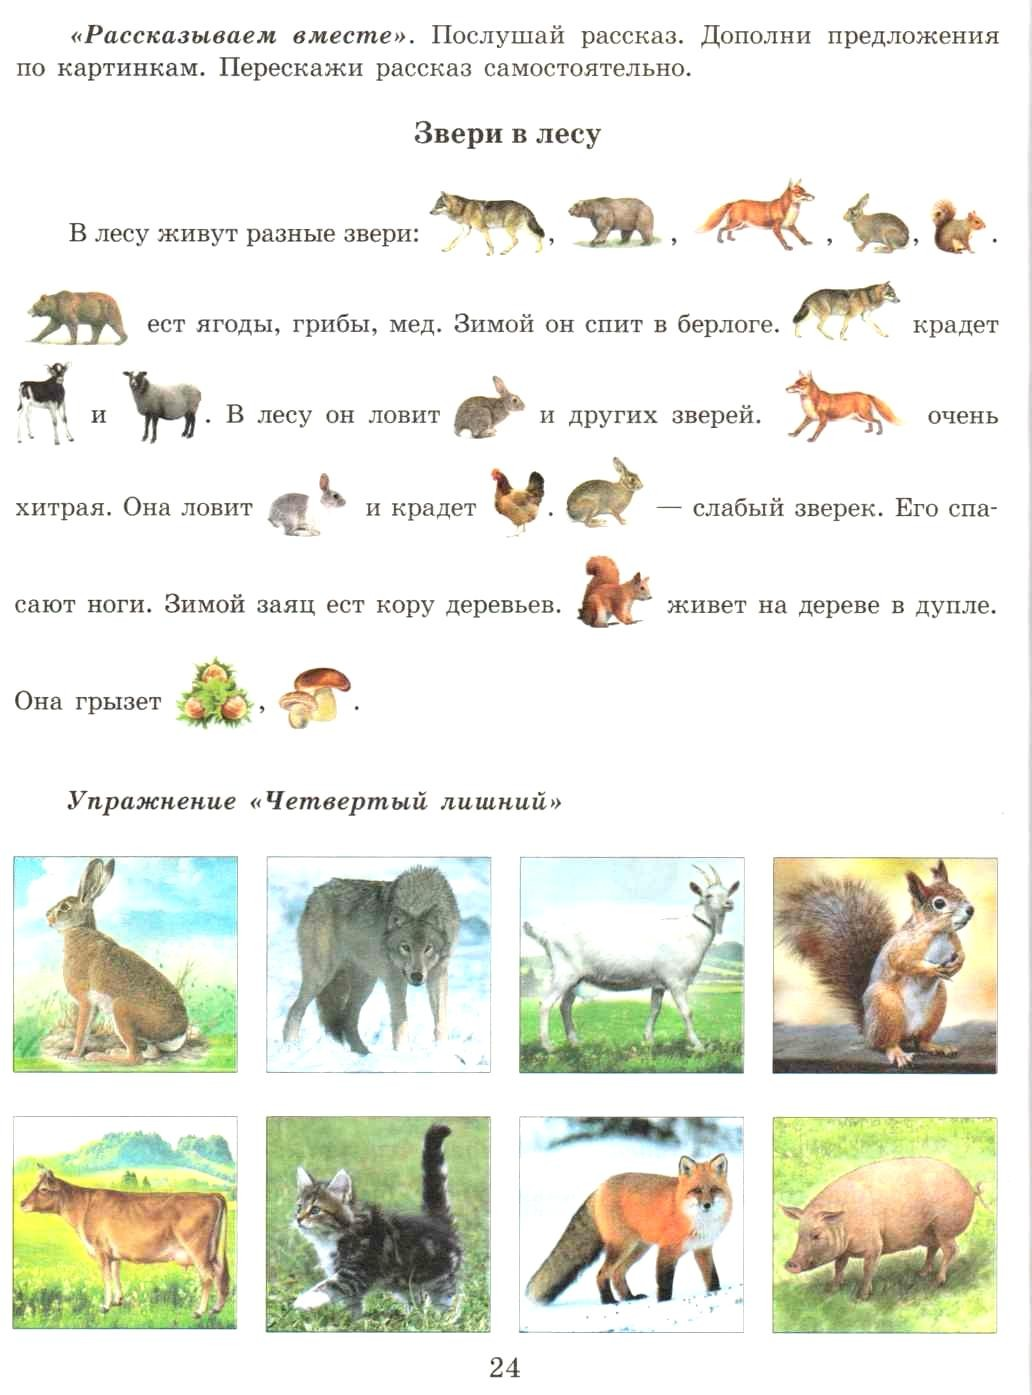 «Рассказываем вместе». Послушай рассказ. Дополни предложения
по картинкам. Перескажи рассказ самостоятельно.
Звери в лесу
В лесу живут разные звери: , , , , .
ест ягоды, грибы, мед. Зимой он спит в берлоге. крадет
и . В лесу он ловит и других зверей. очень
хитрая. Она ловит и крадет . — слабый зверек. Его спа-
сают ноги. Зимой заяц ест кору деревьев. живет на дереве в дупле.
Она грызет , .
Упражнение «Четвертый лишний»
24